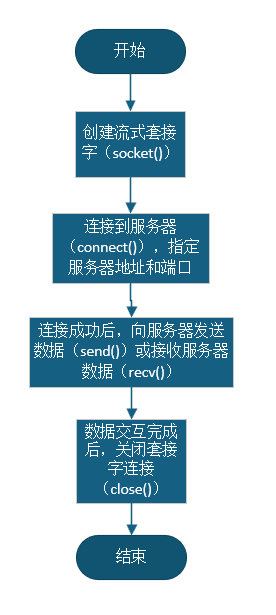 开始
创建流式套接
字（socket()）
连接到服务器
（connect()），指定
服务器地址和端口
连接成功后，向服务器发送
数据（send()）或接收服务器
数据（recv()）
数据交互完成
后，关闭套接
字连接
（close()）
结束